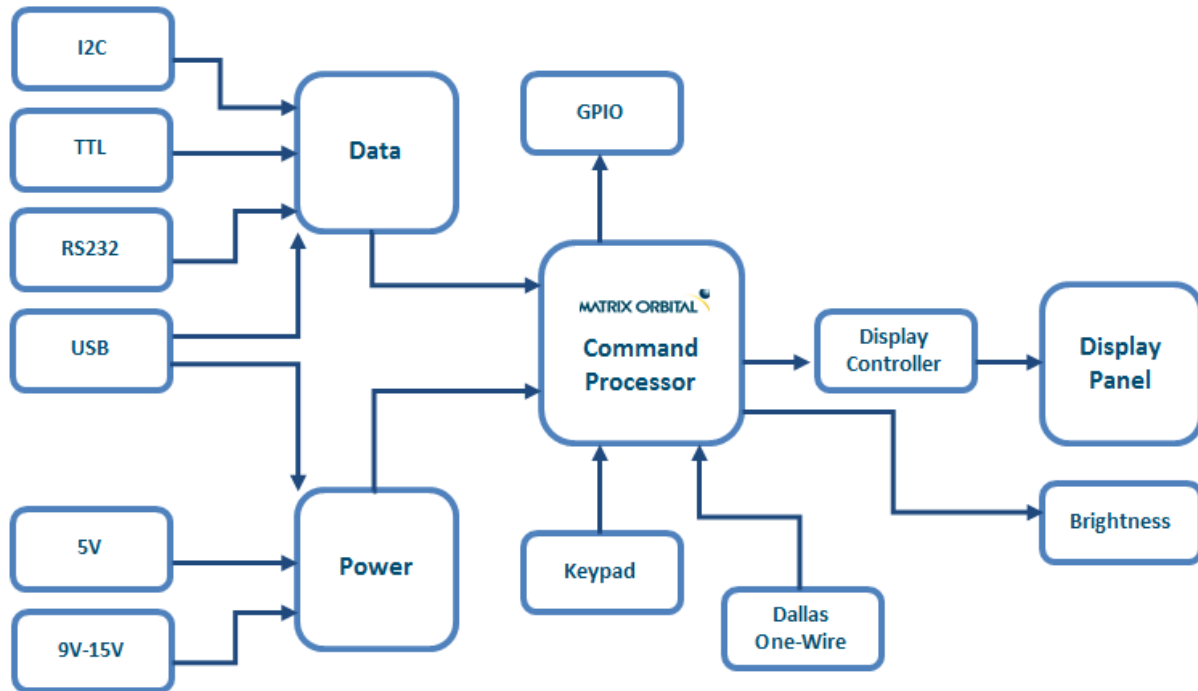 I2C
TTL
RS232
USB
5V
9V-15V
Data
Power
GPIO
MATRIX ORBITAL
Command
Processor
Keypad
Dallas
One-Wire
Display
Controller
Display
Panel
Brightness